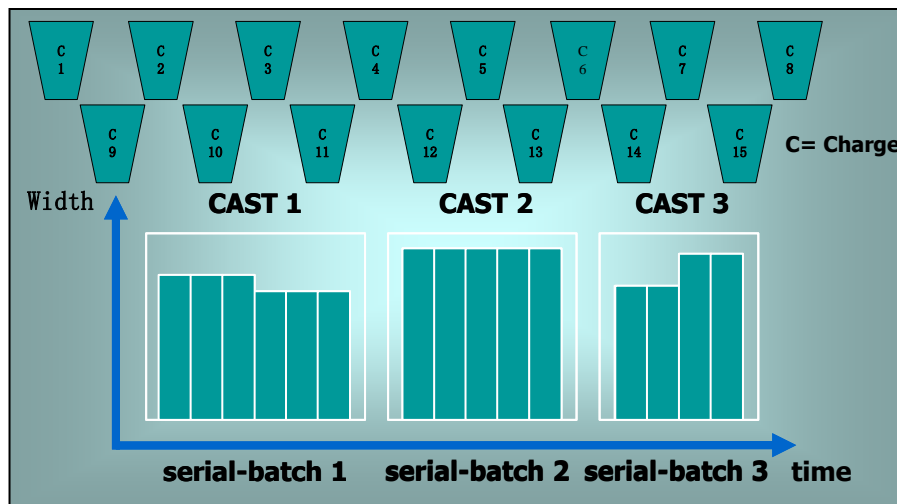 C
1
C
2
C
3
C
4
C
5
C
6
C
7
C
8
C
9
C
10
C
11
C
12
C
13
C
14
C
15
C= Charge
Width
CAST 1
CAST 2
CAST 3
serial-batch 1
serial-batch 2
serial-batch 3
time